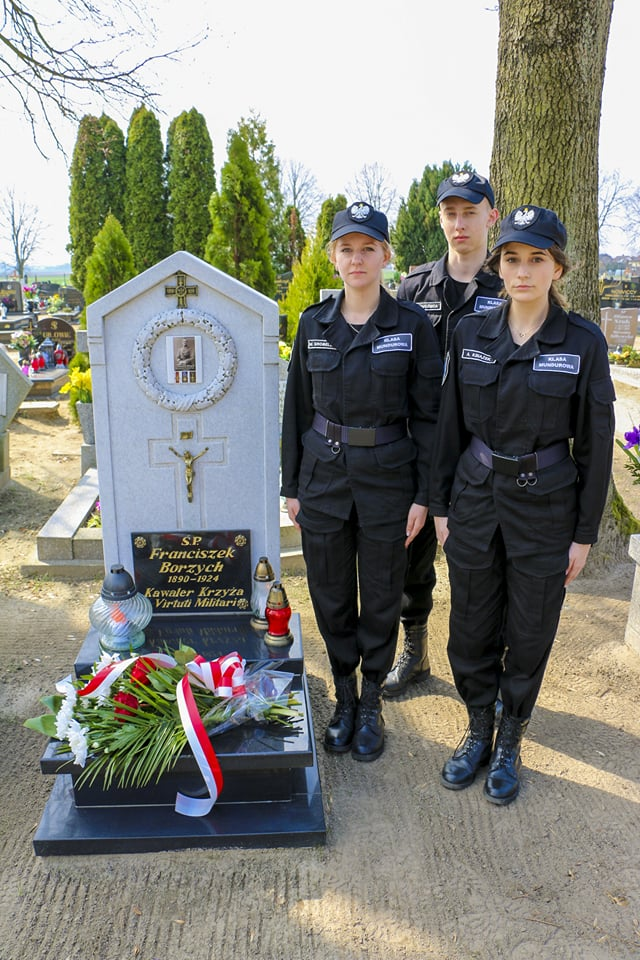 Ś.P.
Franciszek
Borzych
1890-1924
Kawaler Krzyża
Virtuti Militari
KLASA
MUNDUROWA
KLASA
MUNDUROWA
KLASA
MUNDUROWA